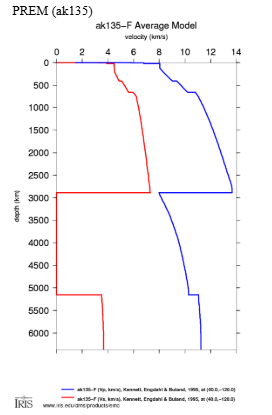 PREM (ak135)
ak135-F Average Model
velocity (km/s)
0 2 4 6 8 10 12 14
0
500
1000
1500
2000
2500
3000
3500
4000
4500
5000
5500
6000
depth (km)
ak135-F (Vp, km/s), Kennett, Engdahl & Buland, 1995, at (40.0,-120.0)
ak135-F (Vs, km/s), Kennett, Engdahl & Buland, 1995, at (40.0,-120.0)
IRIS www.iris.edu/dms/products/emc